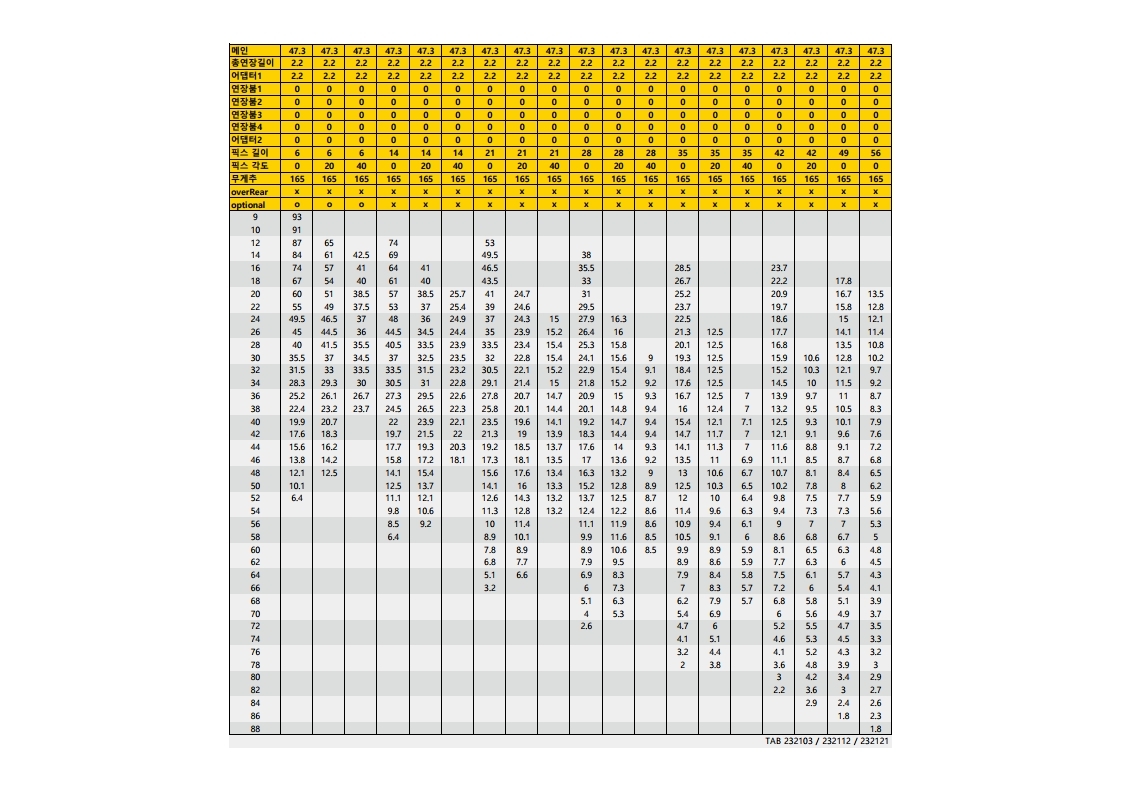 메인 47.3 47.3 47.3 47.3 47.3 47.3 47.3 47.3 47.3 47.3 47.3 47.3 47.3 47.3 47.3 47.3 47.3 47.3 47.3
총연장길이 2.2 2.2 2.2 2.2 2.2 2.2 2.2 2.2 2.2 2.2 2.2 2.2 2.2 2.2 2.2 2.2 2.2 2.2 2.2
어댑터1 2.2 2.2 2.2 2.2 2.2 2.2 2.2 2.2 2.2 2.2 2.2 2.2 2.2 2.2 2.2 2.2 2.2 2.2 2.2
연장붐1 0 0 0 0 0 0 0 0 0 0 0 0 0 0 0 0 0 0 0
연장붐2 0 0 0 0 0 0 0 0 0 0 0 0 0 0 0 0 0 0 0
연장붐3 0 0 0 0 0 0 0 0 0 0 0 0 0 0 0 0 0 0 0
연장붐4 0 0 0 0 0 0 0 0 0 0 0 0 0 0 0 0 0 0 0
어댑터2 0 0 0 0 0 0 0 0 0 0 0 0 0 0 0 0 0 0 0
픽스 길이 6 6 6 14 14 14 21 21 21 28 28 28 35 35 35 42 42 49 56
픽스 각도 0 20 40 0 20 40 0 20 40 0 20 40 0 20 40 0 20 0 0
무게추 165 165 165 165 165 165 165 165 165 165 165 165 165 165 165 165 165 165 165
overRear x x x x x x x x x x x x x x x x x x x
optional o o o x x x x x x x x x x x x x x x x
9 93
10 91
12 87 65 74 53
14 84 61 42.5 69 49.5 38
16 74 57 41 64 41 46.5 35.5 28.5 23.7
18 67 54 40 61 40 43.5 33 26.7 22.2 17.8
20 60 51 38.5 57 38.5 25.7 41 24.7 31 25.2 20.9 16.7 13.5
22 55 49 37.5 53 37 25.4 39 24.6 29.5 23.7 19.7 15.8 12.8
24 49.5 46.5 37 48 36 24.9 37 24.3 15 27.9 16.3 22.5 18.6 15 12.1
26 45 44.5 36 44.5 34.5 24.4 35 23.9 15.2 26.4 16 21.3 12.5 17.7 14.1 11.4
28 40 41.5 35.5 40.5 33.5 23.9 33.5 23.4 15.4 25.3 15.8 20.1 12.5 16.8 13.5 10.8
30 35.5 37 34.5 37 32.5 23.5 32 22.8 15.4 24.1 15.6 9 19.3 12.5 15.9 10.6 12.8 10.2
32 31.5 33 33.5 33.5 31.5 23.2 30.5 22.1 15.2 22.9 15.4 9.1 18.4 12.5 15.2 10.3 12.1 9.7
34 28.3 29.3 30 30.5 31 22.8 29.1 21.4 15 21.8 15.2 9.2 17.6 12.5 14.5 10 11.5 9.2
36 25.2 26.1 26.7 27.3 29.5 22.6 27.8 20.7 14.7 20.9 15 9.3 16.7 12.5 7 13.9 9.7 11 8.7
38 22.4 23.2 23.7 24.5 26.5 22.3 25.8 20.1 14.4 20.1 14.8 9.4 16 12.4 7 13.2 9.5 10.5 8.3
40 19.9 20.7 22 23.9 22.1 23.5 19.6 14.1 19.2 14.7 9.4 15.4 12.1 7.1 12.5 9.3 10.1 7.9
42 17.6 18.3 19.7 21.5 22 21.3 19 13.9 18.3 14.4 9.4 14.7 11.7 7 12.1 9.1 9.6 7.6
44 15.6 16.2 17.7 19.3 20.3 19.2 18.5 13.7 17.6 14 9.3 14.1 11.3 7 11.6 8.8 9.1 7.2
46 13.8 14.2 15.8 17.2 18.1 17.3 18.1 13.5 17 13.6 9.2 13.5 11 6.9 11.1 8.5 8.7 6.8
48 12.1 12.5 14.1 15.4 15.6 17.6 13.4 16.3 13.2 9 13 10.6 6.7 10.7 8.1 8.4 6.5
50 10.1 12.5 13.7 14.1 16 13.3 15.2 12.8 8.9 12.5 10.3 6.5 10.2 7.8 8 6.2
52 6.4 11.1 12.1 12.6 14.3 13.2 13.7 12.5 8.7 12 10 6.4 9.8 7.5 7.7 5.9
54 9.8 10.6 11.3 12.8 13.2 12.4 12.2 8.6 11.4 9.6 6.3 9.4 7.3 7.3 5.6
56 8.5 9.2 10 11.4 11.1 11.9 8.6 10.9 9.4 6.1 9 7 7 5.3
58 6.4 8.9 10.1 9.9 11.6 8.5 10.5 9.1 6 8.6 6.8 6.7 5
60 7.8 8.9 8.9 10.6 8.5 9.9 8.9 5.9 8.1 6.5 6.3 4.8
62 6.8 7.7 7.9 9.5 8.9 8.6 5.9 7.7 6.3 6 4.5
64 5.1 6.6 6.9 8.3 7.9 8.4 5.8 7.5 6.1 5.7 4.3
66 3.2 6 7.3 7 8.3 5.7 7.2 6 5.4 4.1
68 5.1 6.3 6.2 7.9 5.7 6.8 5.8 5.1 3.9
70 4 5.3 5.4 6.9 6 5.6 4.9 3.7
72 2.6 4.7 6 5.2 5.5 4.7 3.5
74 4.1 5.1 4.6 5.3 4.5 3.3
76 3.2 4.4 4.1 5.2 4.3 3.2
78 2 3.8 3.6 4.8 3.9 3
80 3 4.2 3.4 2.9
82 2.2 3.6 3 2.7
84 2.9 2.4 2.6
86 1.8 2.3
88 1.8
TAB 232103 / 232112 / 232121